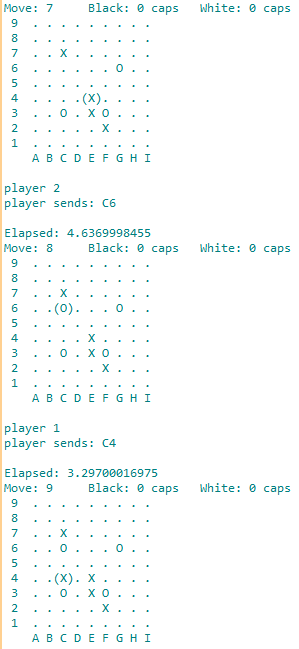 Move: 7     Black: 0 caps   White: 0 caps
 9  . . . . . . . . .
 8  . . . . . . . . .
 7  . . X . . . . . .
 6  . . . . . . O . .
 5  . . . . . . . . .
 4  . . . .(X). . . .
 3  . . O . X O . . .
 2  . . . . . X . . .
 1  . . . . . . . . .
    A B C D E F G H I
player 2
player sends: C6
Elapsed: 4.6369998455
Move: 8     Black: 0 caps   White: 0 caps
 9  . . . . . . . . .
 8  . . . . . . . . .
 7  . . X . . . . . .
 6  . .(O). . . O . .
 5  . . . . . . . . .
 4  . . . . X . . . .
 3  . . O . X O . . .
 2  . . . . . X . . .
 1  . . . . . . . . .
    A B C D E F G H I
player 1
player sends: C4
Elapsed: 3.29700016975
Move: 9     Black: 0 caps   White: 0 caps
 9  . . . . . . . . .
 8  . . . . . . . . .
 7  . . X . . . . . .
 6  . . O . . . O . .
 5  . . . . . . . . .
 4  . .(X). X . . . .
 3  . . O . X O . . .
 2  . . . . . X . . .
 1  . . . . . . . . .
    A B C D E F G H I